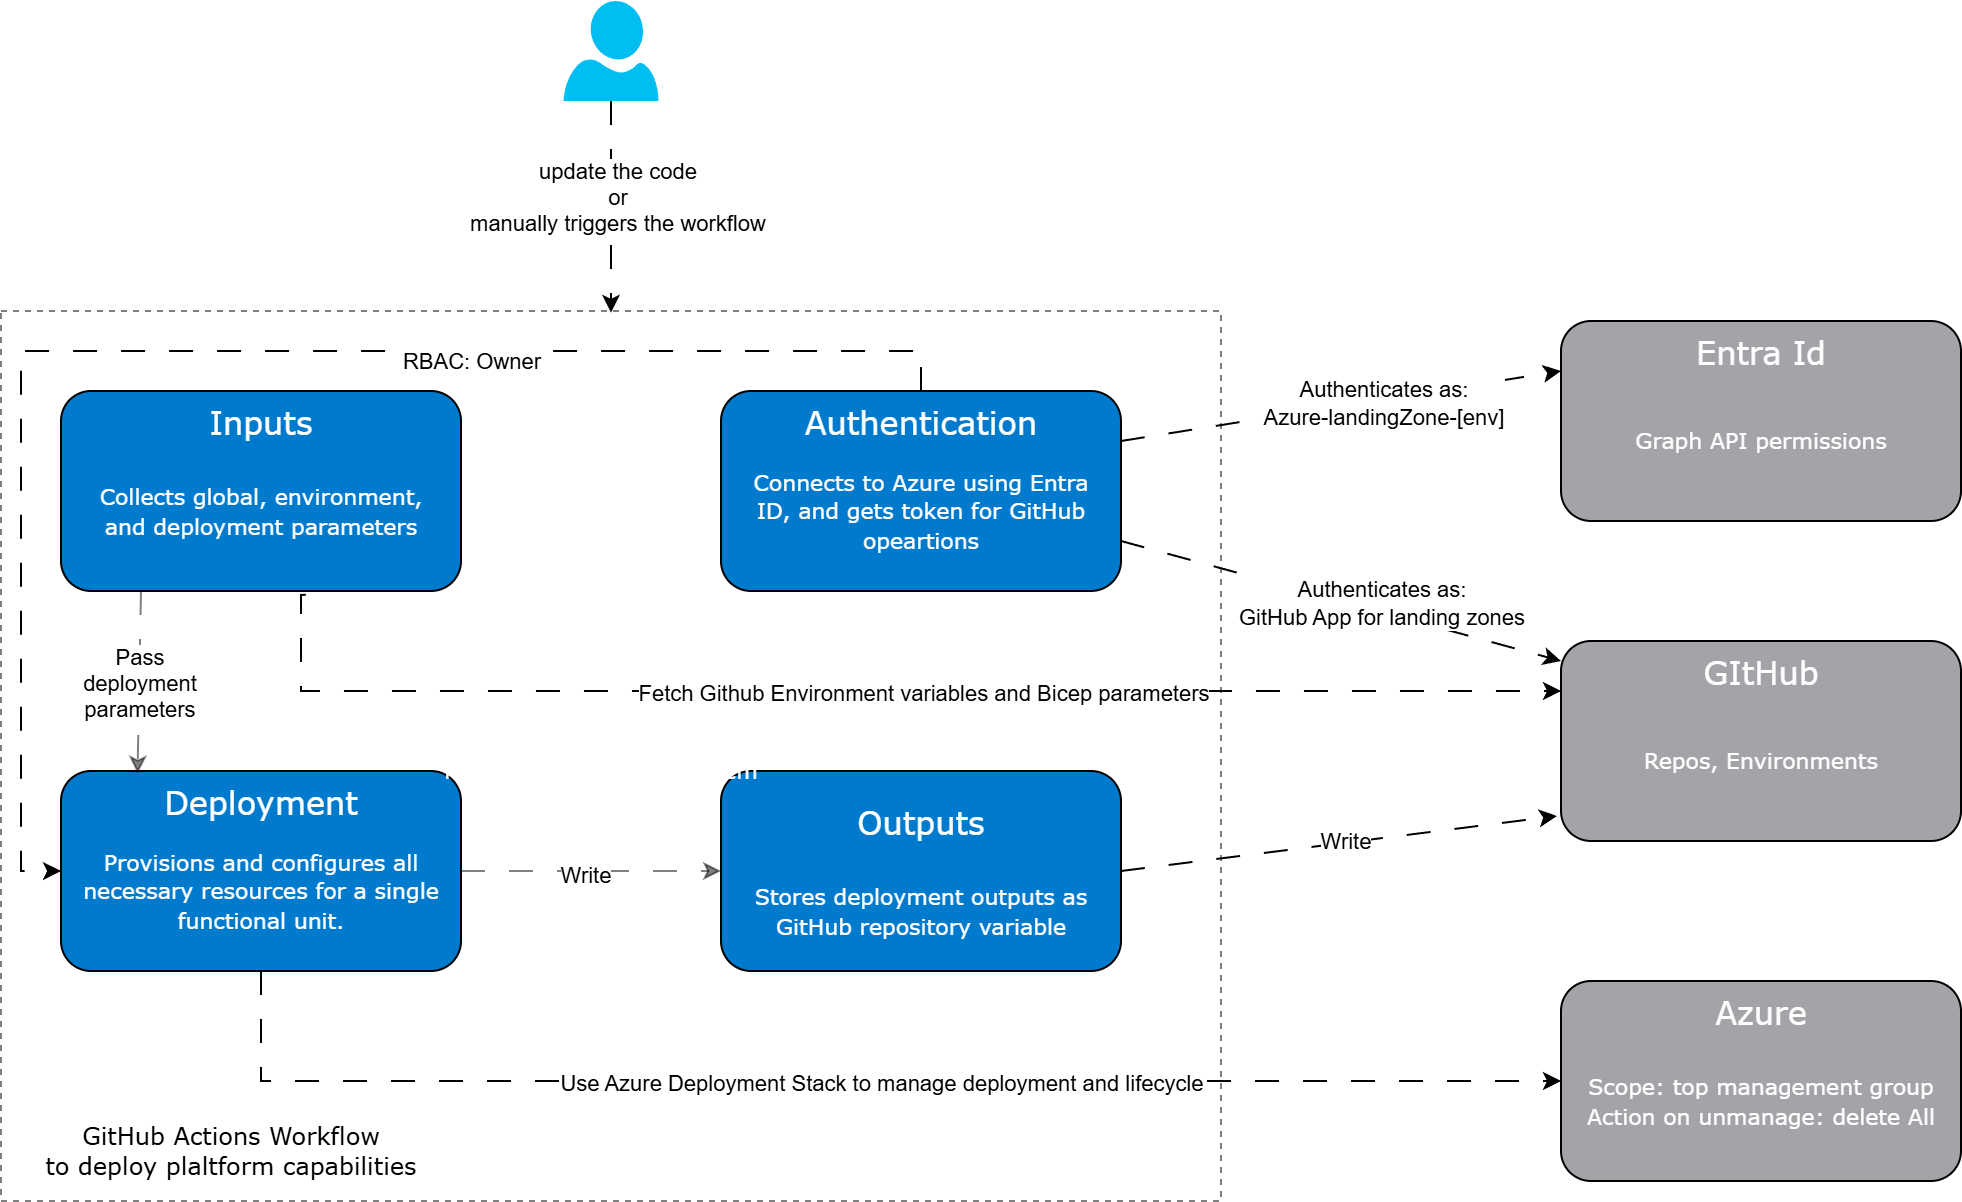 update the code
or
manually triggers the workflow
RBAC: Owner
Inputs
Collects global, environment,
and deployment parameters
Authentication
Connects to Azure using Entra
ID, and gets token for GitHub
opeartions
Authenticates as:
Azure-landingZone-[env]
Entra Id
Graph API permissions
Authenticates as:
GitHub App for landing zones
Pass
deployment
parameters
Fetch Github Environment variables and Bicep parameters
GItHub
Repos, Environments
Deployment
Provisions and configures all
necessary resources for a single
functional unit.
Write
Outputs
Stores deployment outputs as
GitHub repository variable
Write
Use Azure Deployment Stack to manage deployment and lifecycle
Azure
Scope: top management group
Action on unmanage: delete All
GitHub Actions Workflow
to deploy plaltform capabilities